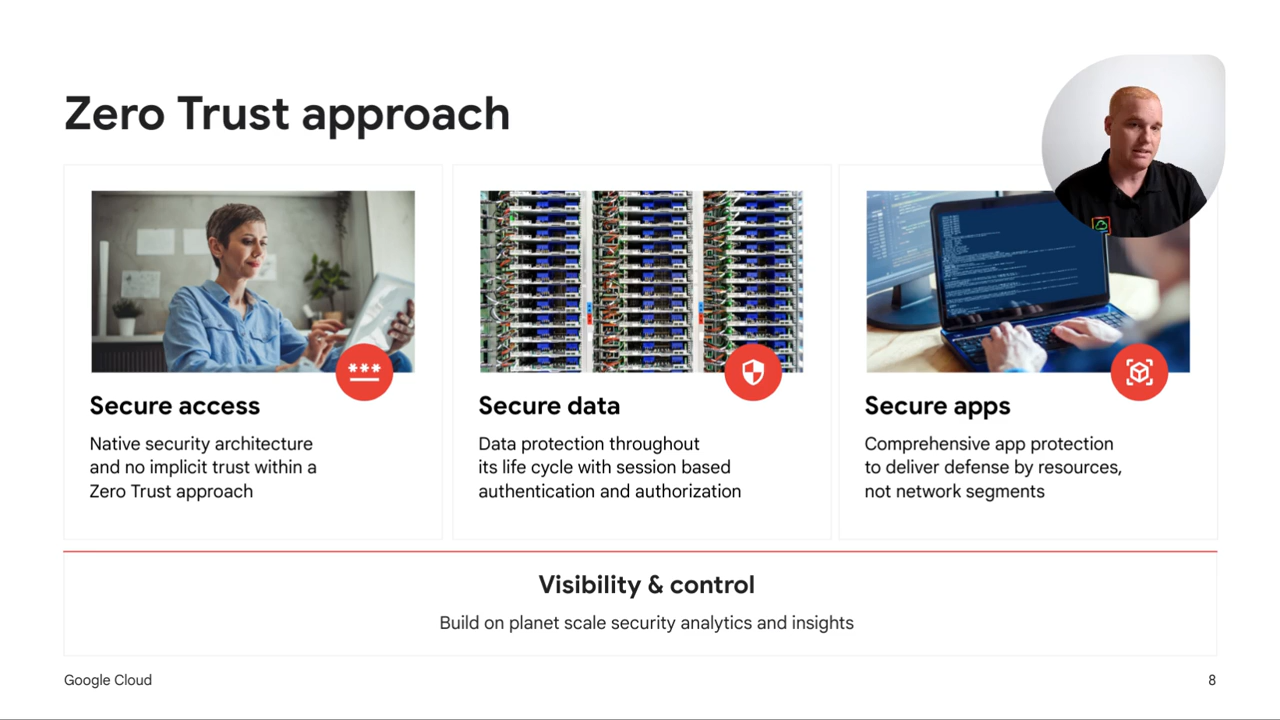 Zero Trust approach
Secure access
Native security architecture
and no implicit trust within a
Zero Trust approach
Secure data
Data protection throughout
its life cycle with session based
authentication and authorization
Secure apps
Comprehensive app protection
to deliver defense by resources,
not network segments
Visibility & control
Build on planet scale security analytics and insights
Google Cloud
8